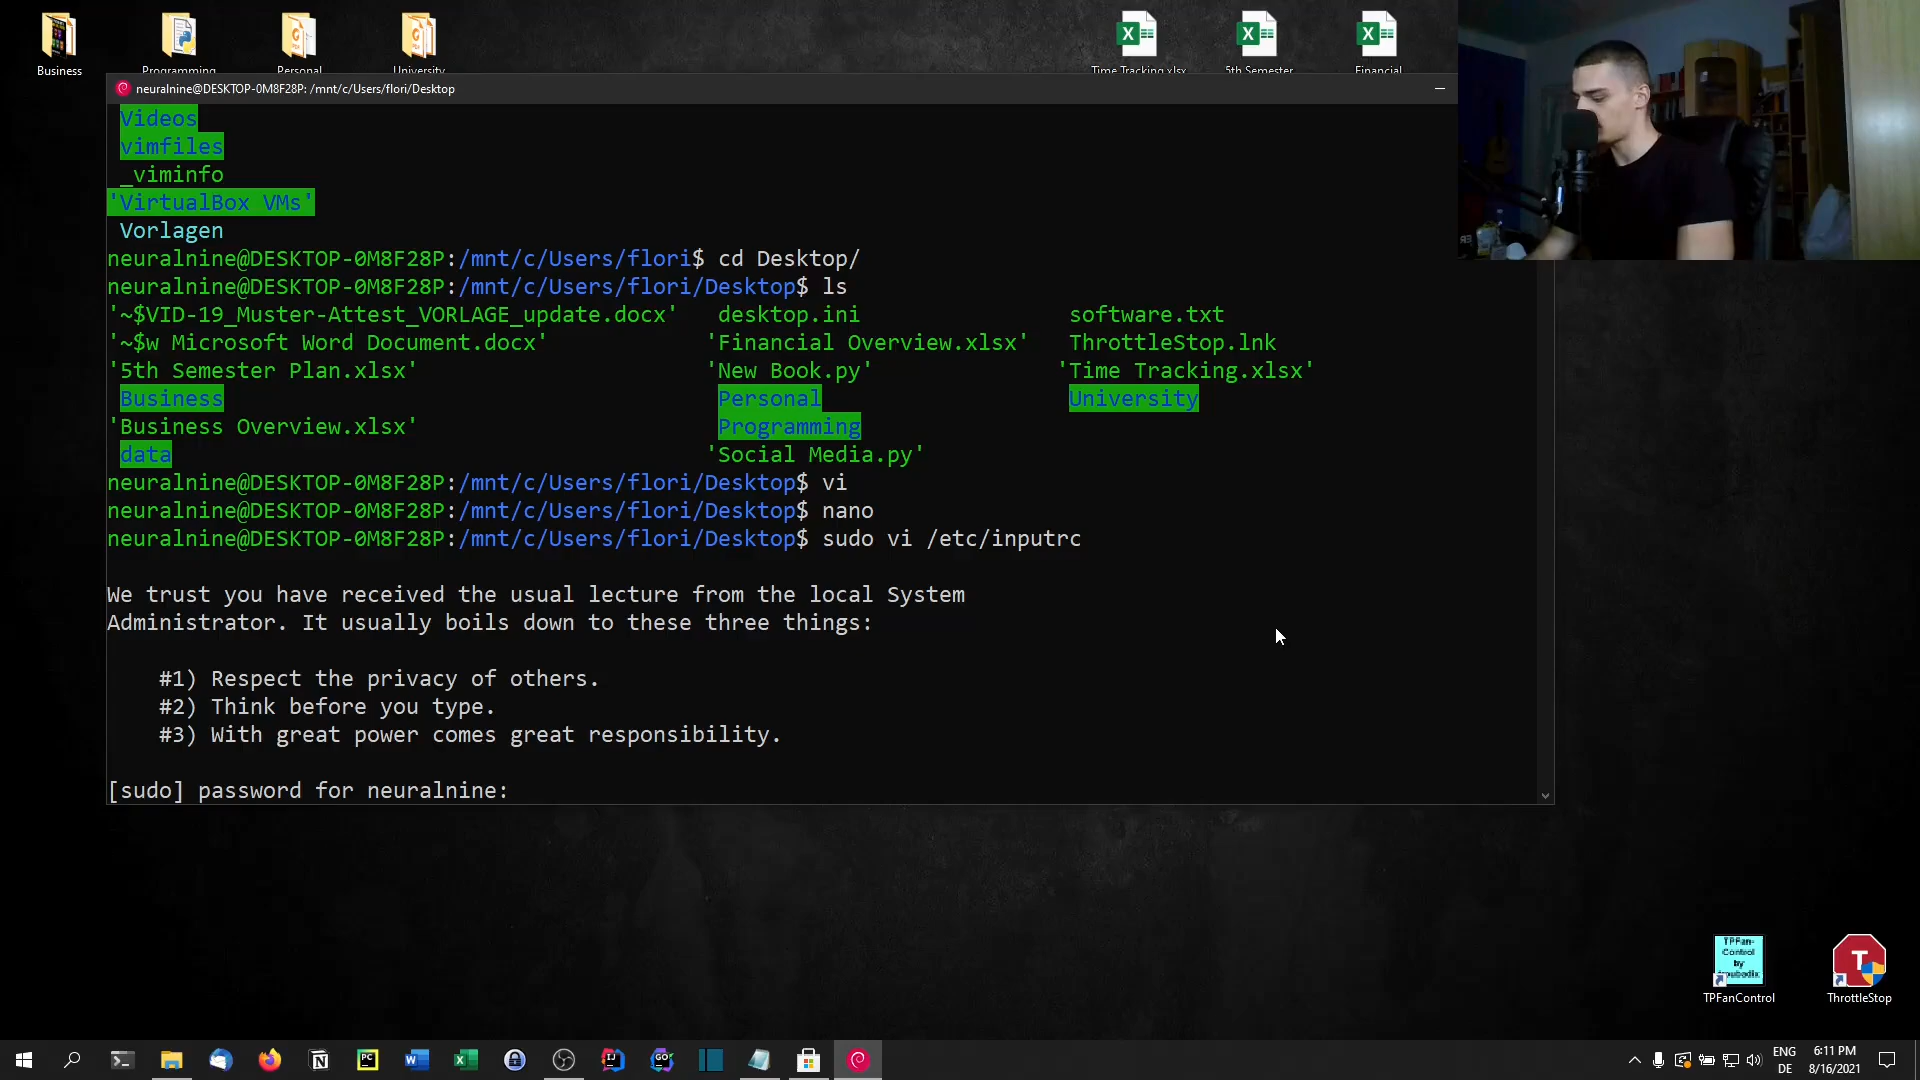 Business
Programming
Personal
University
Time Tracking.xlsx
5th Semester
Financial
neuralnine@DESKTOP-0M8F28P: /mnt/c/Users/flori/Desktop
Videos
vimfiles
_viminfo
'VirtualBox VMs'
Vorlagen
neuralnine@DESKTOP-0M8F28P:/mnt/c/Users/flori$ cd Desktop/
neuralnine@DESKTOP-0M8F28P:/mnt/c/Users/flori/Desktop$ ls
'~$VID-19_Muster-Attest_VORLAGE_update.docx' desktop.ini software.txt
'~$w Microsoft Word Document.docx' 'Financial Overview.xlsx' ThrottleStop.lnk
'5th Semester Plan.xlsx' 'New Book.py' 'Time Tracking.xlsx'
Business Personal University
'Business Overview.xlsx' Programming
data 'Social Media.py'
neuralnine@DESKTOP-0M8F28P:/mnt/c/Users/flori/Desktop$ vi
neuralnine@DESKTOP-0M8F28P:/mnt/c/Users/flori/Desktop$ nano
neuralnine@DESKTOP-0M8F28P:/mnt/c/Users/flori/Desktop$ sudo vi /etc/inputrc
We trust you have received the usual lecture from the local System
Administrator. It usually boils down to these three things:
#1) Respect the privacy of others.
#2) Think before you type.
#3) With great power comes great responsibility.
[sudo] password for neuralnine:
TPFan-
Control
by
troubadix
TPFanControl
T
ThrottleStop
PC
GO
ENG
DE
6:11 PM
8/16/2021